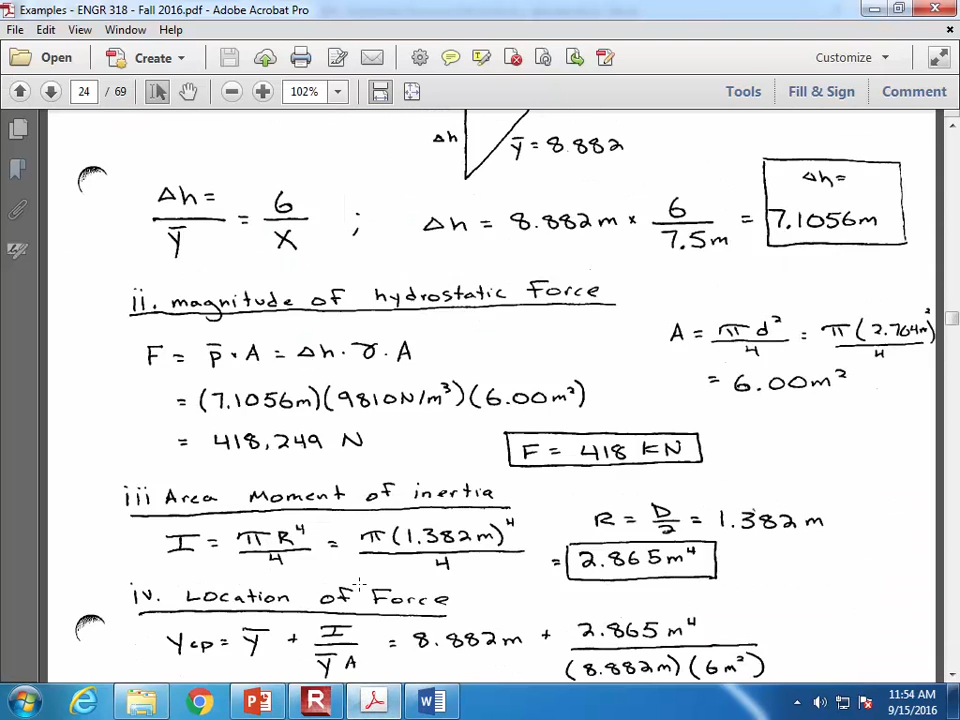 Examples - ENGR 318 - Fall 2016.pdf - Adobe Acrobat Pro
File Edit View Window Help
Open Create Customize
24 / 69 102% Tools Fill & Sign Comment
Δh
ȳ = 8.882
Δh = / ȳ = 6 / x ; Δh = 8.882m × 6 / 7.5m = Δh = 7.1056m
ii. magnitude of hydrostatic Force
A = πd² / 4 = π(2.764m)² / 4
= 6.00m²
F = p̄ · A = Δh · γ · A
= (7.1056m)(9810N/m³)(6.00m²)
= 418,249 N
F = 418 KN
iii Area Moment of inertia
R = D / 2 = 1.382 m
I = πR⁴ / 4 = π(1.382m)⁴ / 4 = 2.865m⁴
iv. Location of Force
Ycp = ȳ + I / ȳA = 8.882m + 2.865m⁴ / (8.882m)(6m²)
11:54 AM
9/15/2016